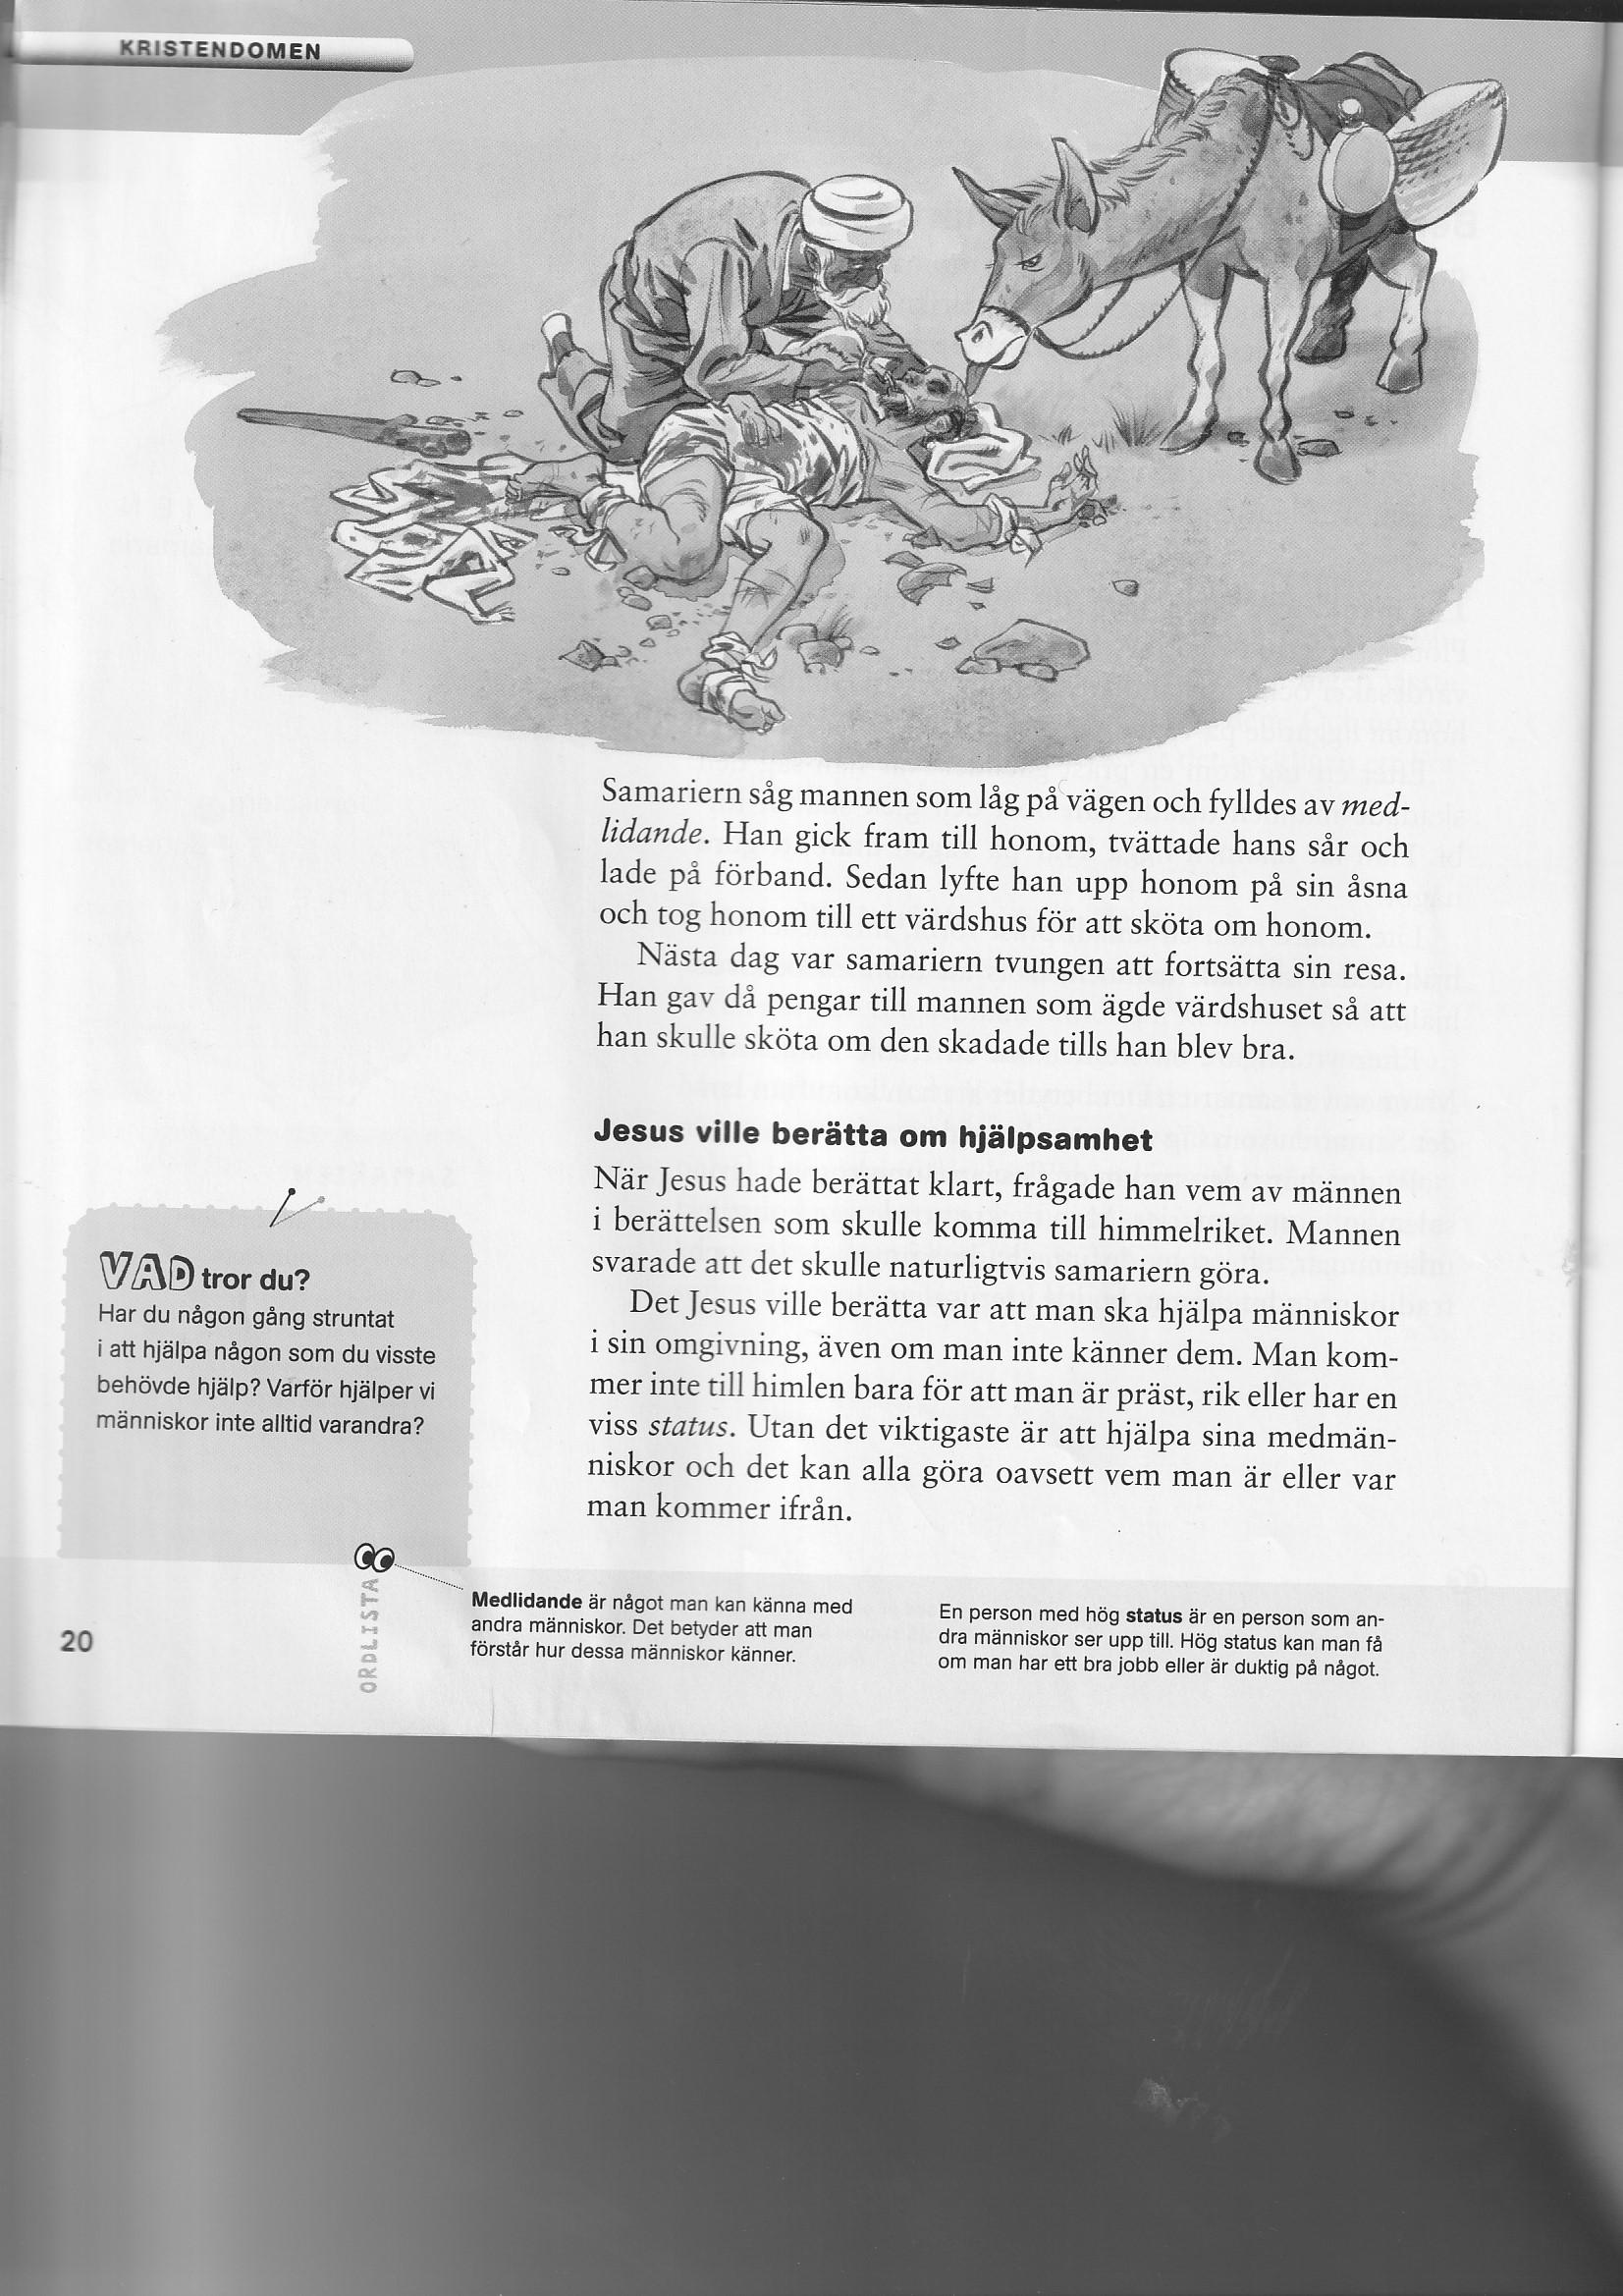 KRISTENDOMEN
Samariern såg mannen som låg på vägen och fylldes av med-
lidande. Han gick fram till honom, tvättade hans sår och
lade på förband. Sedan lyfte han upp honom på sin åsna
och tog honom till ett värdshus för att sköta om honom.
Nästa dag var samariern tvungen att fortsätta sin resa.
Han gav då pengar till mannen som ägde värdshuset så att
han skulle sköta om den skadade tills han blev bra.
Jesus ville berätta om hjälpsamhet
När Jesus hade berättat klart, frågade han vem av männen
i berättelsen som skulle komma till himmelriket. Mannen
svarade att det skulle naturligtvis samariern göra.
Det Jesus ville berätta var att man ska hjälpa människor
i sin omgivning, även om man inte känner dem. Man kom-
mer inte till himlen bara för att man är präst, rik eller har en
viss status. Utan det viktigaste är att hjälpa sina medmän-
niskor och det kan alla göra oavsett vem man är eller var
man kommer ifrån.
VAD tror du?
Har du någon gång struntat
i att hjälpa någon som du visste
behövde hjälp? Varför hjälper vi
människor inte alltid varandra?
ORDLISTA
Medlidande är något man kan känna med
andra människor. Det betyder att man
förstår hur dessa människor känner.
En person med hög status är en person som an-
dra människor ser upp till. Hög status kan man få
om man har ett bra jobb eller är duktig på något.
20